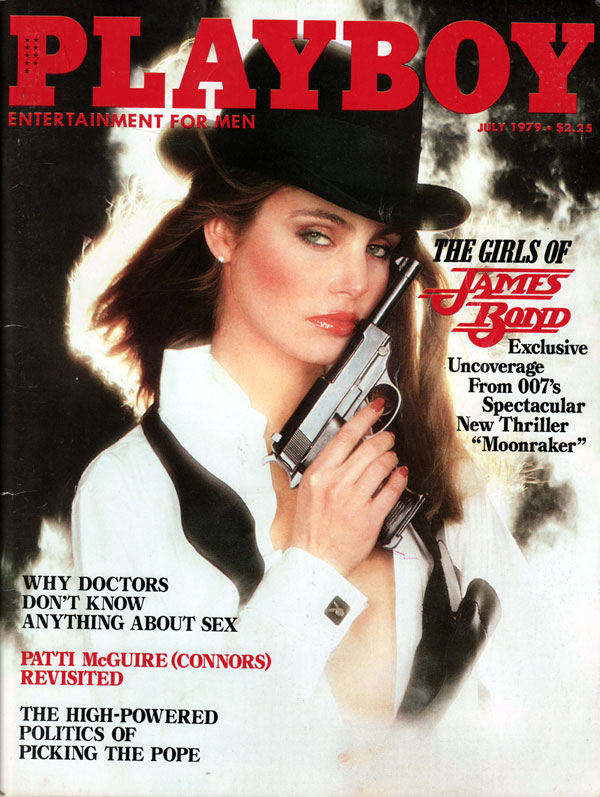 PLAYBOY
ENTERTAINMENT FOR MEN
JULY 1979 • $2.25
THE GIRLS OF
JAMES
BOND
Exclusive
Uncoverage
From 007's
Spectacular
New Thriller
"Moonraker"
WHY DOCTORS
DON'T KNOW
ANYTHING ABOUT SEX
PATTI McGUIRE (CONNORS)
REVISITED
THE HIGH-POWERED
POLITICS OF
PICKING THE POPE